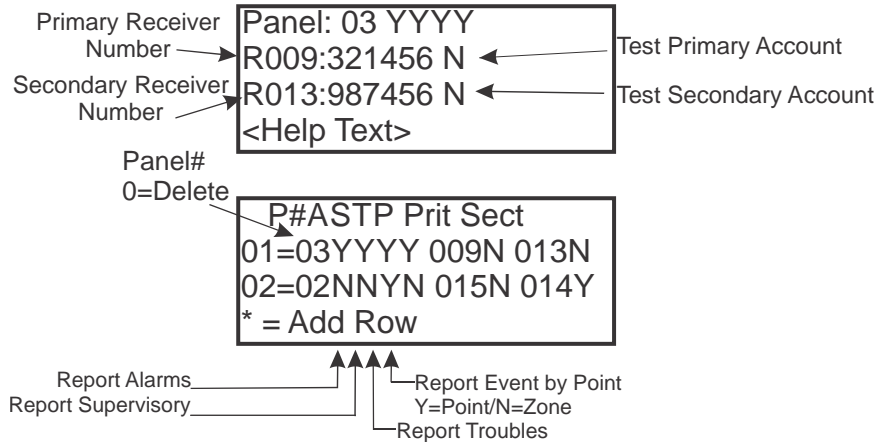 Primary Receiver
Number
Panel: 03 YYYY
R009:321456 N
Test Primary Account
Secondary Receiver
Number
R013:987456 N
Test Secondary Account
<Help Text>
Panel#
0=Delete
P#ASTP Prit Sect
01=03YYYY 009N 013N
02=02NNYN 015N 014Y
* = Add Row
Report Alarms
Report Supervisory
Report Event by Point
Y=Point/N=Zone
Report Troubles